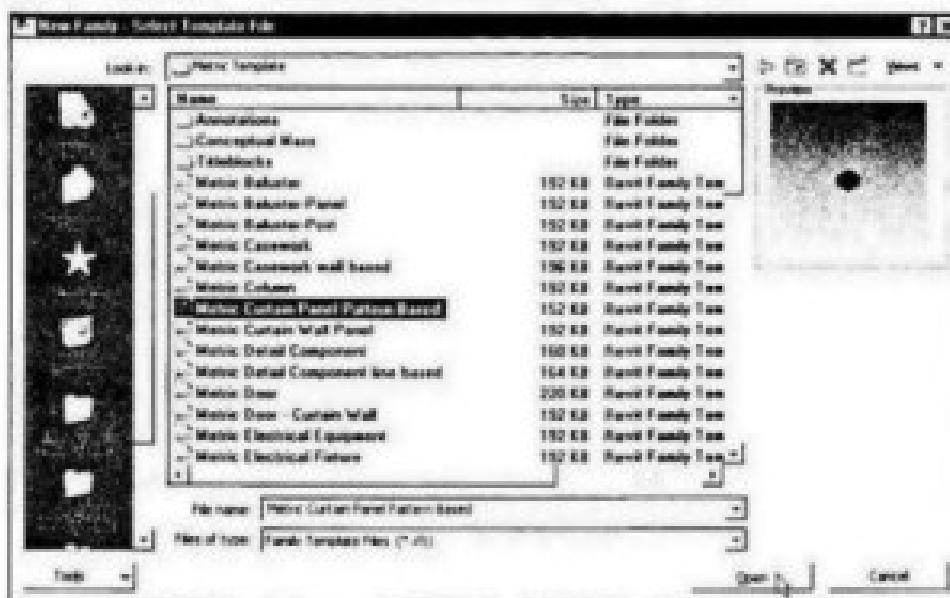 New Family - Select Template File
Look in: Metric Template
Views
Preview
Name Size Type
Annotations File Folder
Conceptual Mass File Folder
Titleblocks File Folder
Metric Baluster 192 KB Revit Family Tem
Metric Baluster-Panel 192 KB Revit Family Tem
Metric Baluster-Post 192 KB Revit Family Tem
Metric Casework 192 KB Revit Family Tem
Metric Casework wall based 196 KB Revit Family Tem
Metric Column 192 KB Revit Family Tem
Metric Curtain Panel Pattern Based 152 KB Revit Family Tem
Metric Curtain Wall Panel 192 KB Revit Family Tem
Metric Detail Component 160 KB Revit Family Tem
Metric Detail Component line based 164 KB Revit Family Tem
Metric Door 220 KB Revit Family Tem
Metric Door - Curtain Wall 192 KB Revit Family Tem
Metric Electrical Equipment 192 KB Revit Family Tem
Metric Electrical Fixture 192 KB Revit Family Tem
File name: Metric Curtain Panel Pattern Based
Files of type: Family Template Files (*.rft)
Tools
Open
Cancel